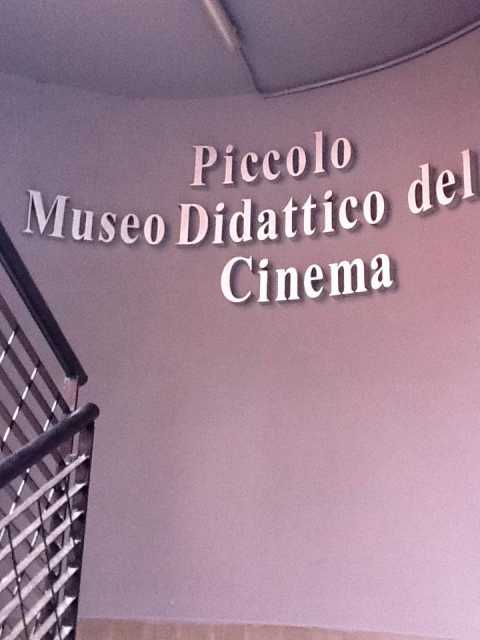 Piccolo
Museo Didattico del
Cinema